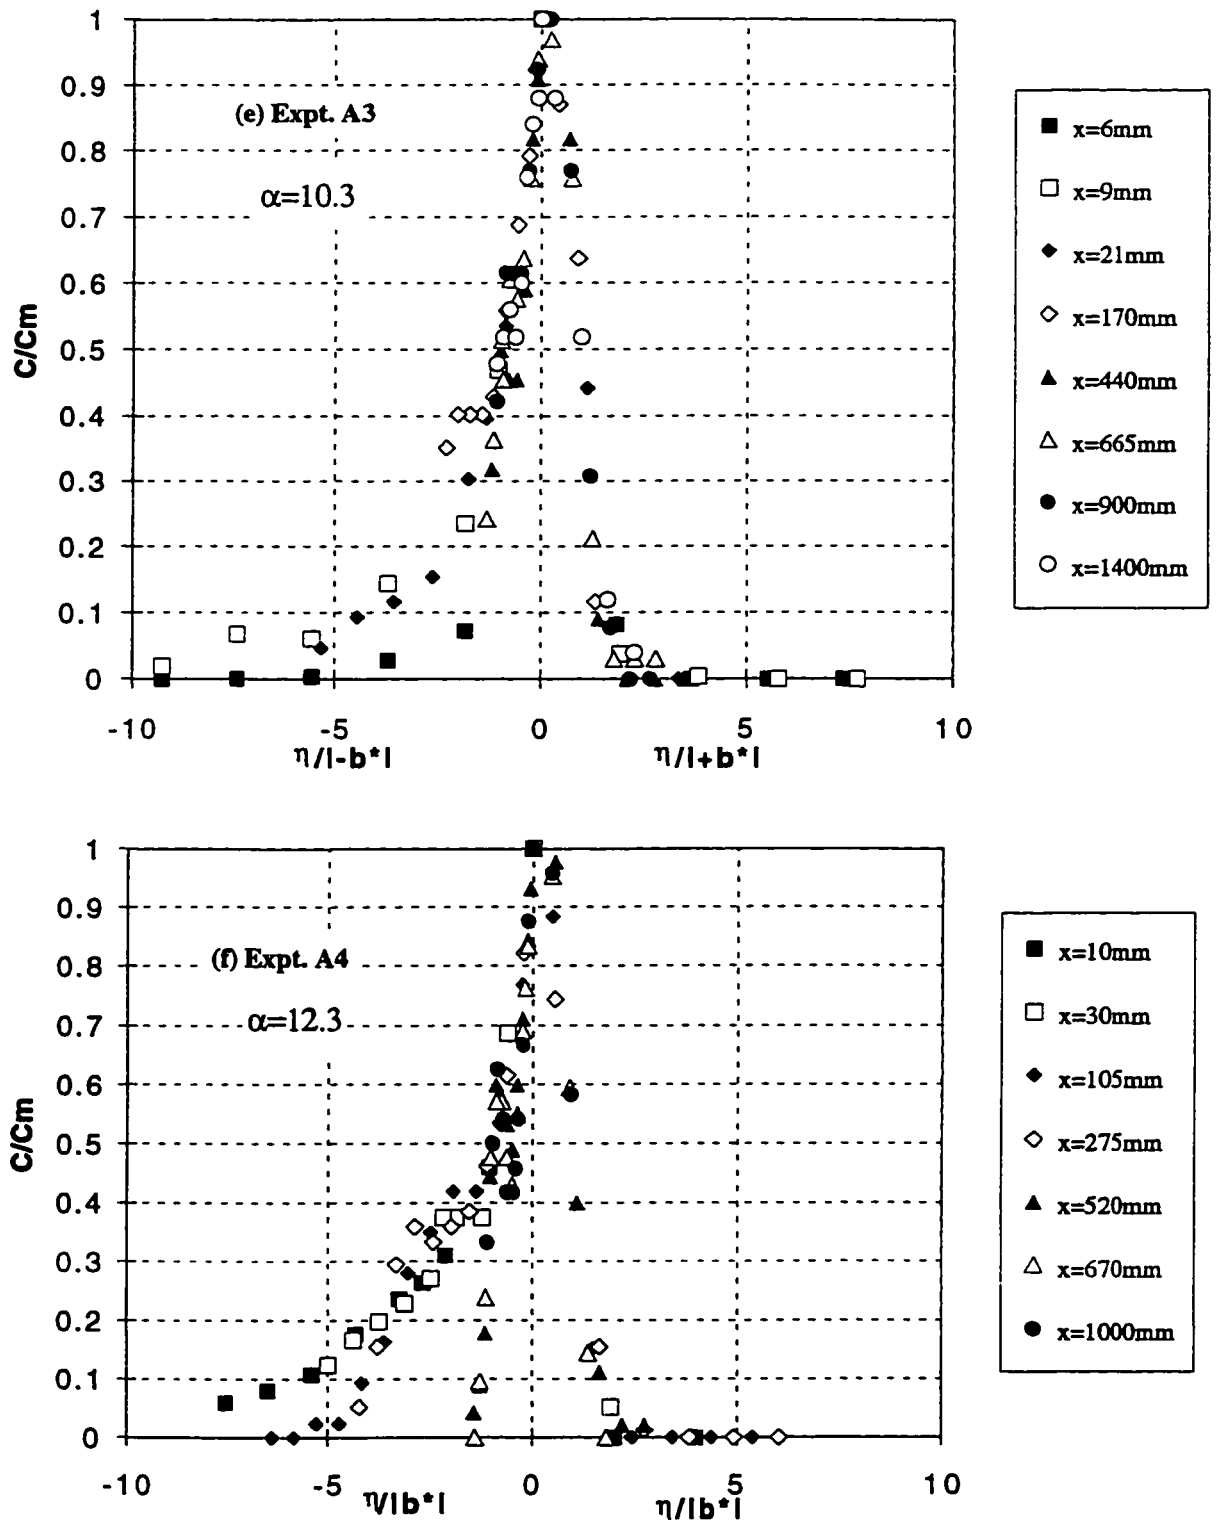 1
0.9
0.8
0.7
0.6
0.5
0.4
0.3
0.2
0.1
0
C/Cm
(e) Expt. A3
α=10.3
-10
-5
0
5
10
η/l-b*l
η/l+b*l
x=6mm
x=9mm
x=21mm
x=170mm
x=440mm
x=665mm
x=900mm
x=1400mm
1
0.9
0.8
0.7
0.6
0.5
0.4
0.3
0.2
0.1
0
C/Cm
(f) Expt. A4
α=12.3
-10
-5
0
5
10
η/lb*l
η/lb*l
x=10mm
x=30mm
x=105mm
x=275mm
x=520mm
x=670mm
x=1000mm